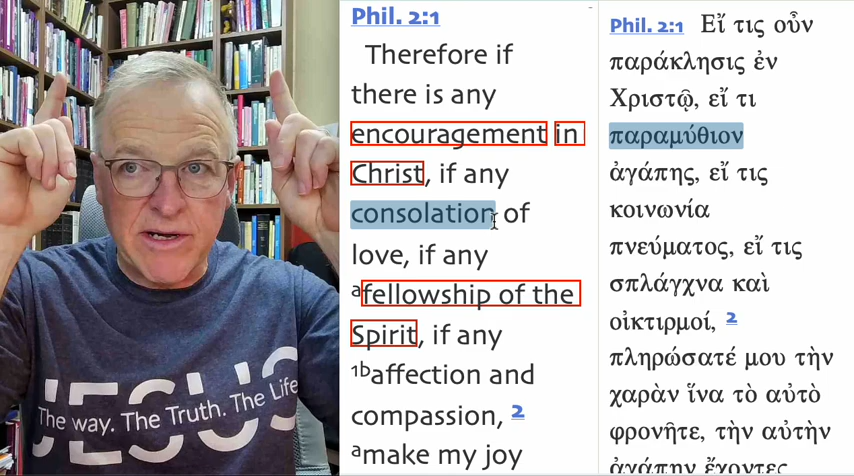 JESUS
The way. The Truth. The Life
Phil. 2:1
Therefore if
there is any
encouragement in
Christ, if any
consolation of
love, if any
ᵃfellowship of the
Spirit, if any
¹ᵇaffection and
compassion, 2
ᵃmake my joy
Phil. 2:1 Εἴ τις οὖν
παράκλησις ἐν
Χριστῷ, εἴ τι
παραμύθιον
ἀγάπης, εἴ τις
κοινωνία
πνεύματος, εἴ τις
σπλάγχνα καὶ
οἰκτιρμοί, 2
πληρώσατέ μου τὴν
χαρὰν ἵνα τὸ αὐτὸ
φρονῆτε, τὴν αὐτὴν
ἀγάπην ἔχοντες